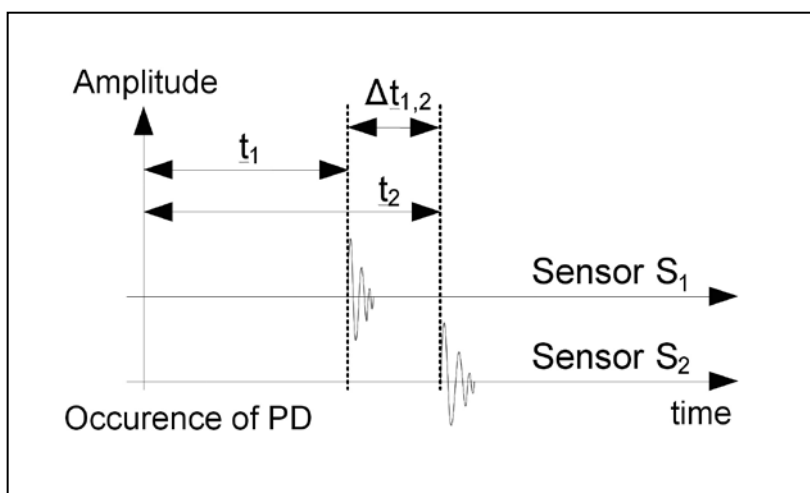 Amplitude
Δt₁,₂
t₁
t₂
Sensor S₁
Sensor S₂
Occurence of PD
time